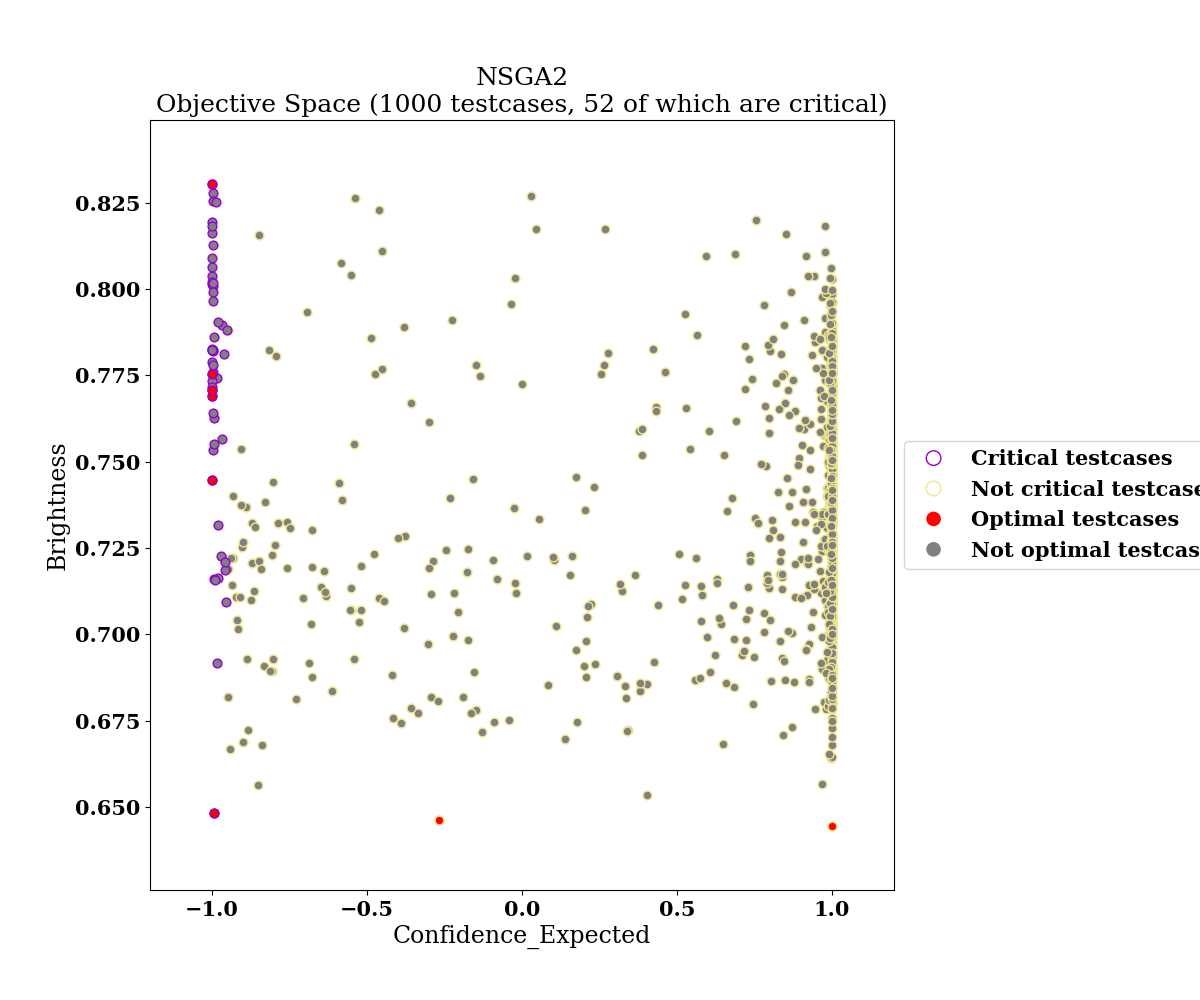 NSGA2
Objective Space (1000 testcases, 52 of which are critical)
0.825
0.800
0.775
0.750
0.725
0.700
0.675
0.650
Brightness
−1.0
−0.5
0.0
0.5
1.0
Confidence_Expected
Critical testcases
Not critical testcase
Optimal testcases
Not optimal testcas